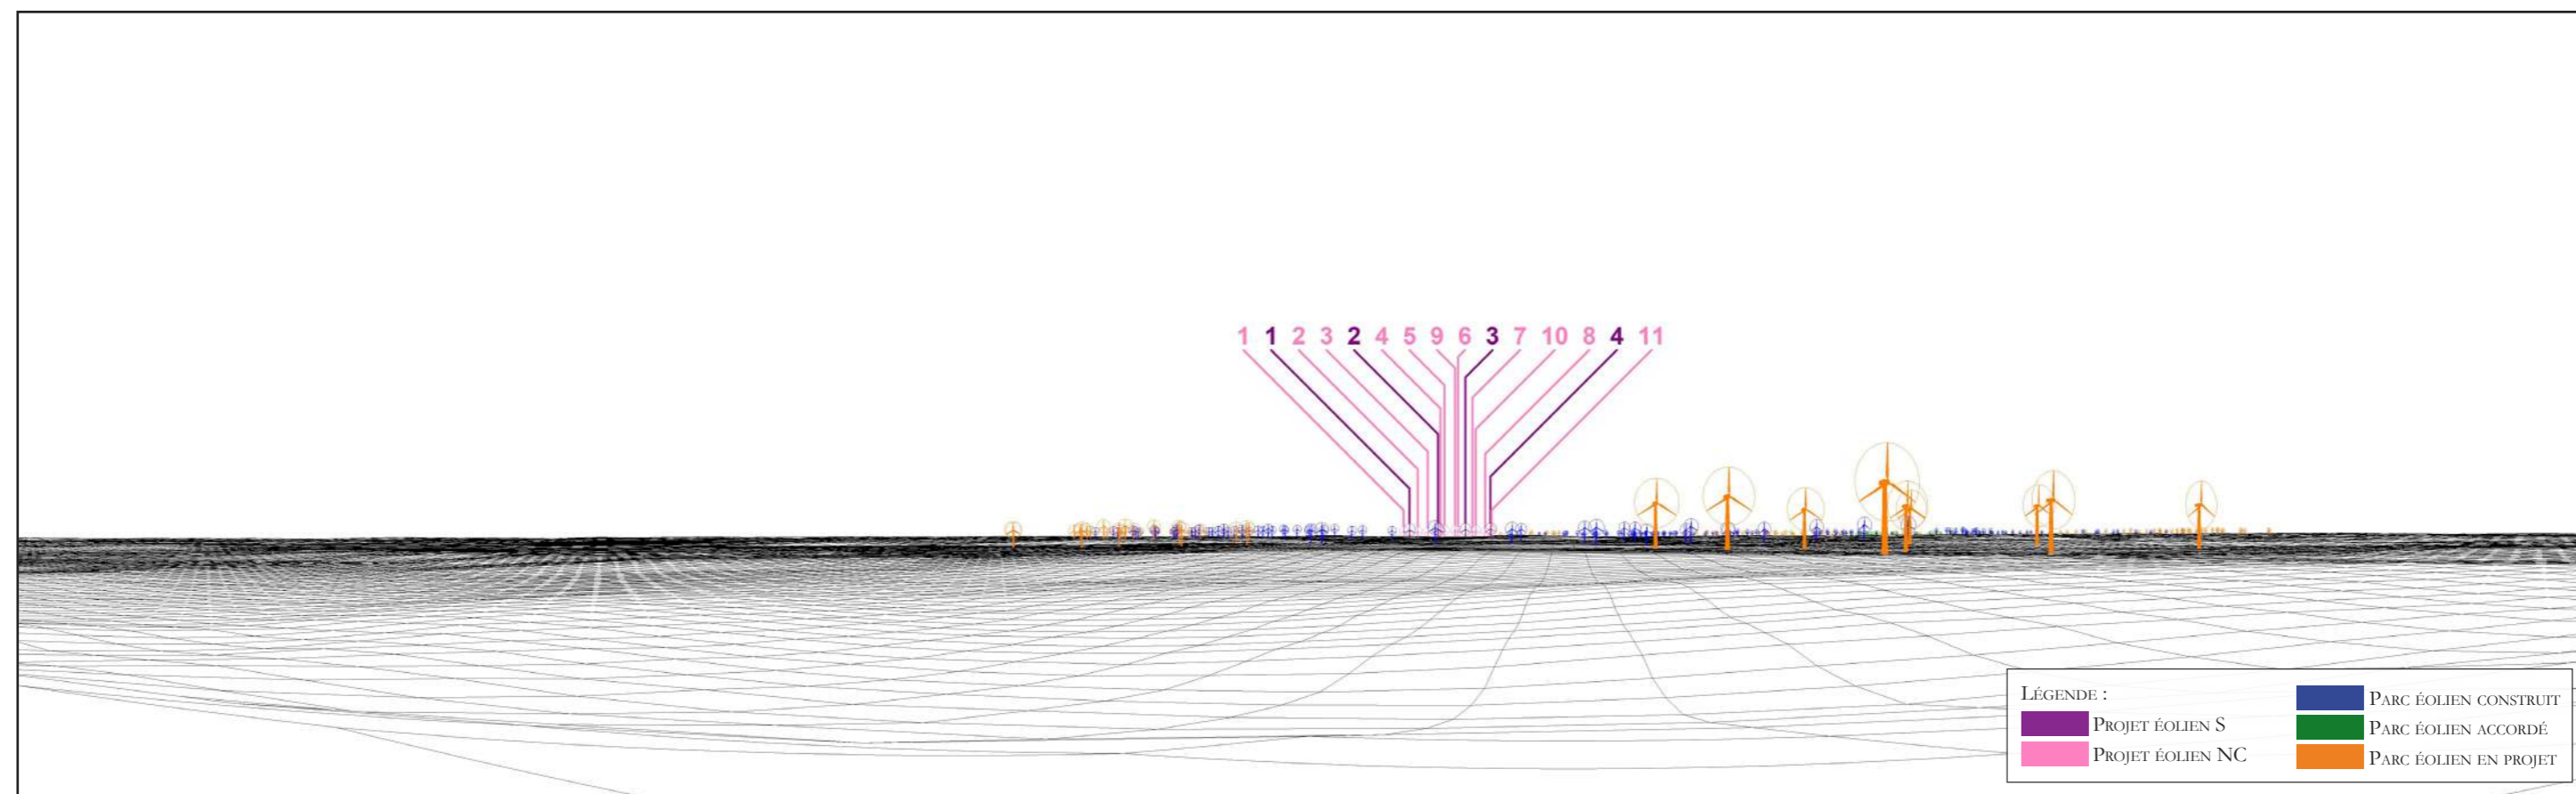 1 1 2 3 2 4 5 9 6 3 7 10 8 4 11
Légende :
Projet éolien S
Projet éolien NC
Parc éolien construit
Parc éolien accordé
Parc éolien en projet